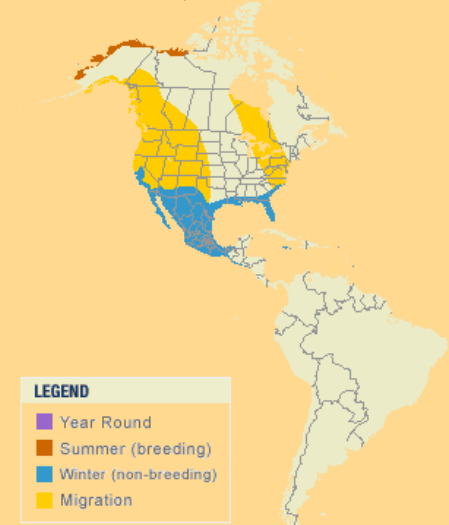 LEGEND
Year Round
Summer (breeding)
Winter (non-breeding)
Migration